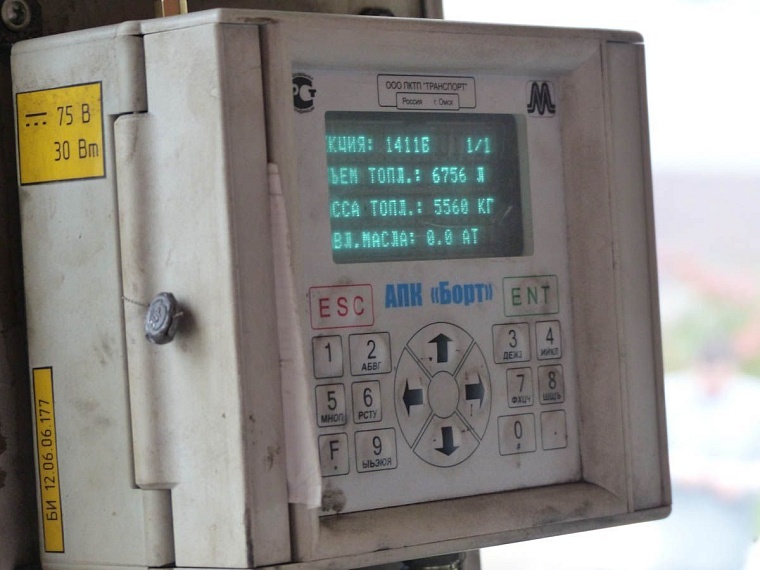 75 В
30 Вт
БИ 12.06.06.177
РСТ
ООО ПКТП "ТРАНСПОРТ"
Россия г. Омск
КЦИЯ: 1411Б 1/1
ЪЕМ ТОПЛ.: 6756 Л
ССА ТОПЛ.: 5560 КГ
ВЛ.МАСЛА: 0.0 АТ
ESC
АПК «Борт»
ENT
1
2
АБВГ
3
ДЕЖЗ
4
ИЙКЛ
5
МНОП
6
РСТУ
7
ФХЦЧ
8
ШЩЬ
F
9
ЫЬЭЮЯ
0